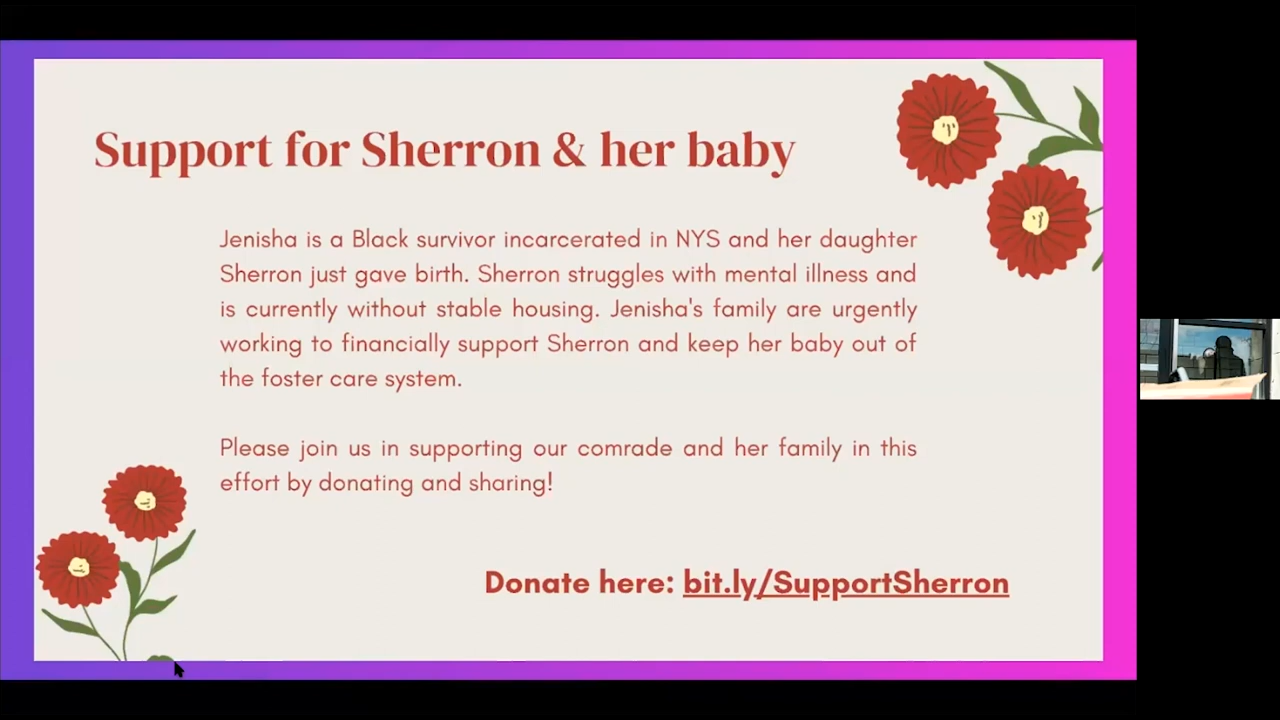 Support for Sherron & her baby
Jenisha is a Black survivor incarcerated in NYS and her daughter
Sherron just gave birth. Sherron struggles with mental illness and
is currently without stable housing. Jenisha's family are urgently
working to financially support Sherron and keep her baby out of
the foster care system.
Please join us in supporting our comrade and her family in this
effort by donating and sharing!
Donate here: bit.ly/SupportSherron